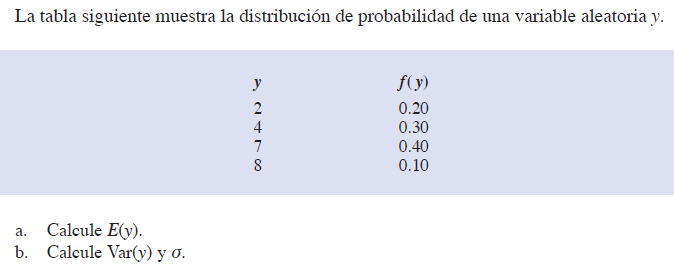 La tabla siguiente muestra la distribución de probabilidad de una variable aleatoria y.
y f(y)
2 0.20
4 0.30
7 0.40
8 0.10
a. Calcule E(y).
b. Calcule Var(y) y σ.